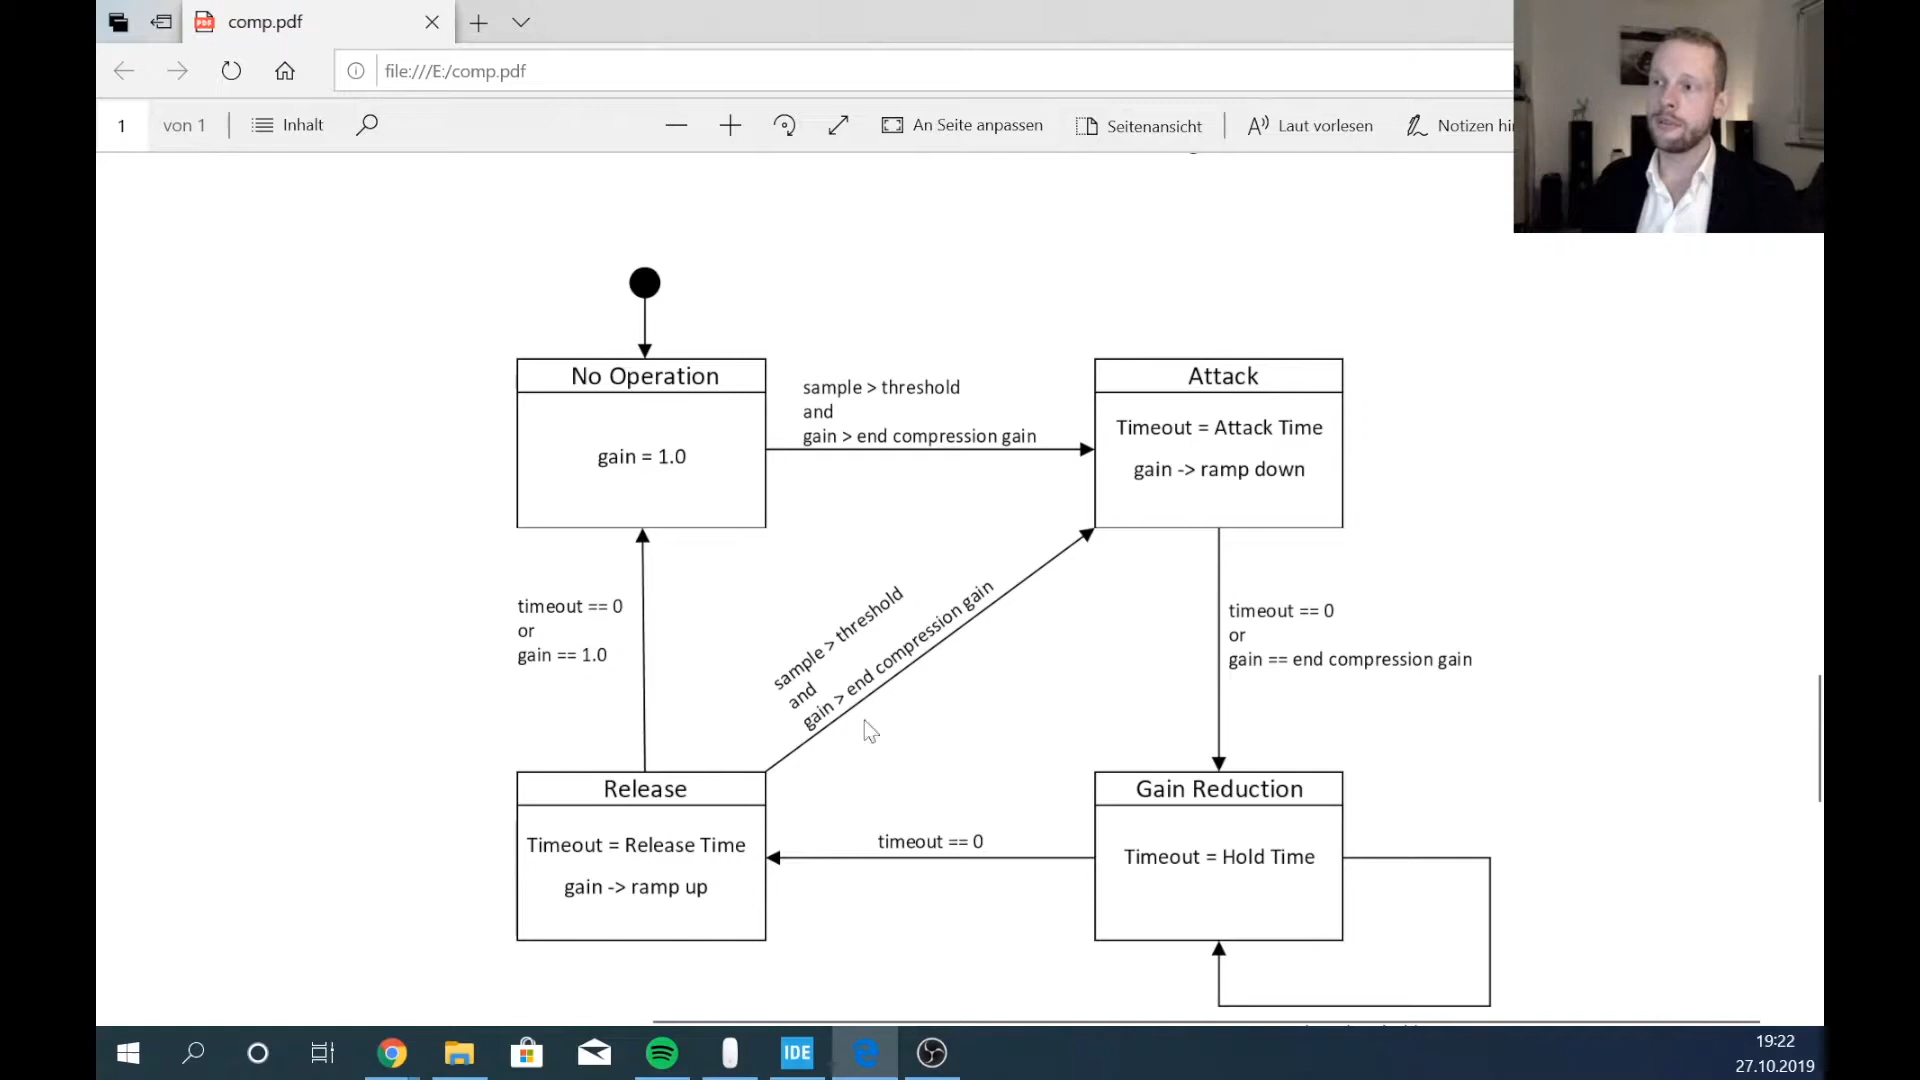 comp.pdf
file:///E:/comp.pdf
1 von 1
Inhalt
An Seite anpassen
Seitenansicht
Laut vorlesen
Notizen hi
No Operation
gain = 1.0
sample > threshold
and
gain > end compression gain
Attack
Timeout = Attack Time
gain -> ramp down
timeout == 0
or
gain == 1.0
sample > threshold
and
gain > end compression gain
timeout == 0
or
gain == end compression gain
Release
Timeout = Release Time
gain -> ramp up
timeout == 0
Gain Reduction
Timeout = Hold Time
IDE
19:22
27.10.2019